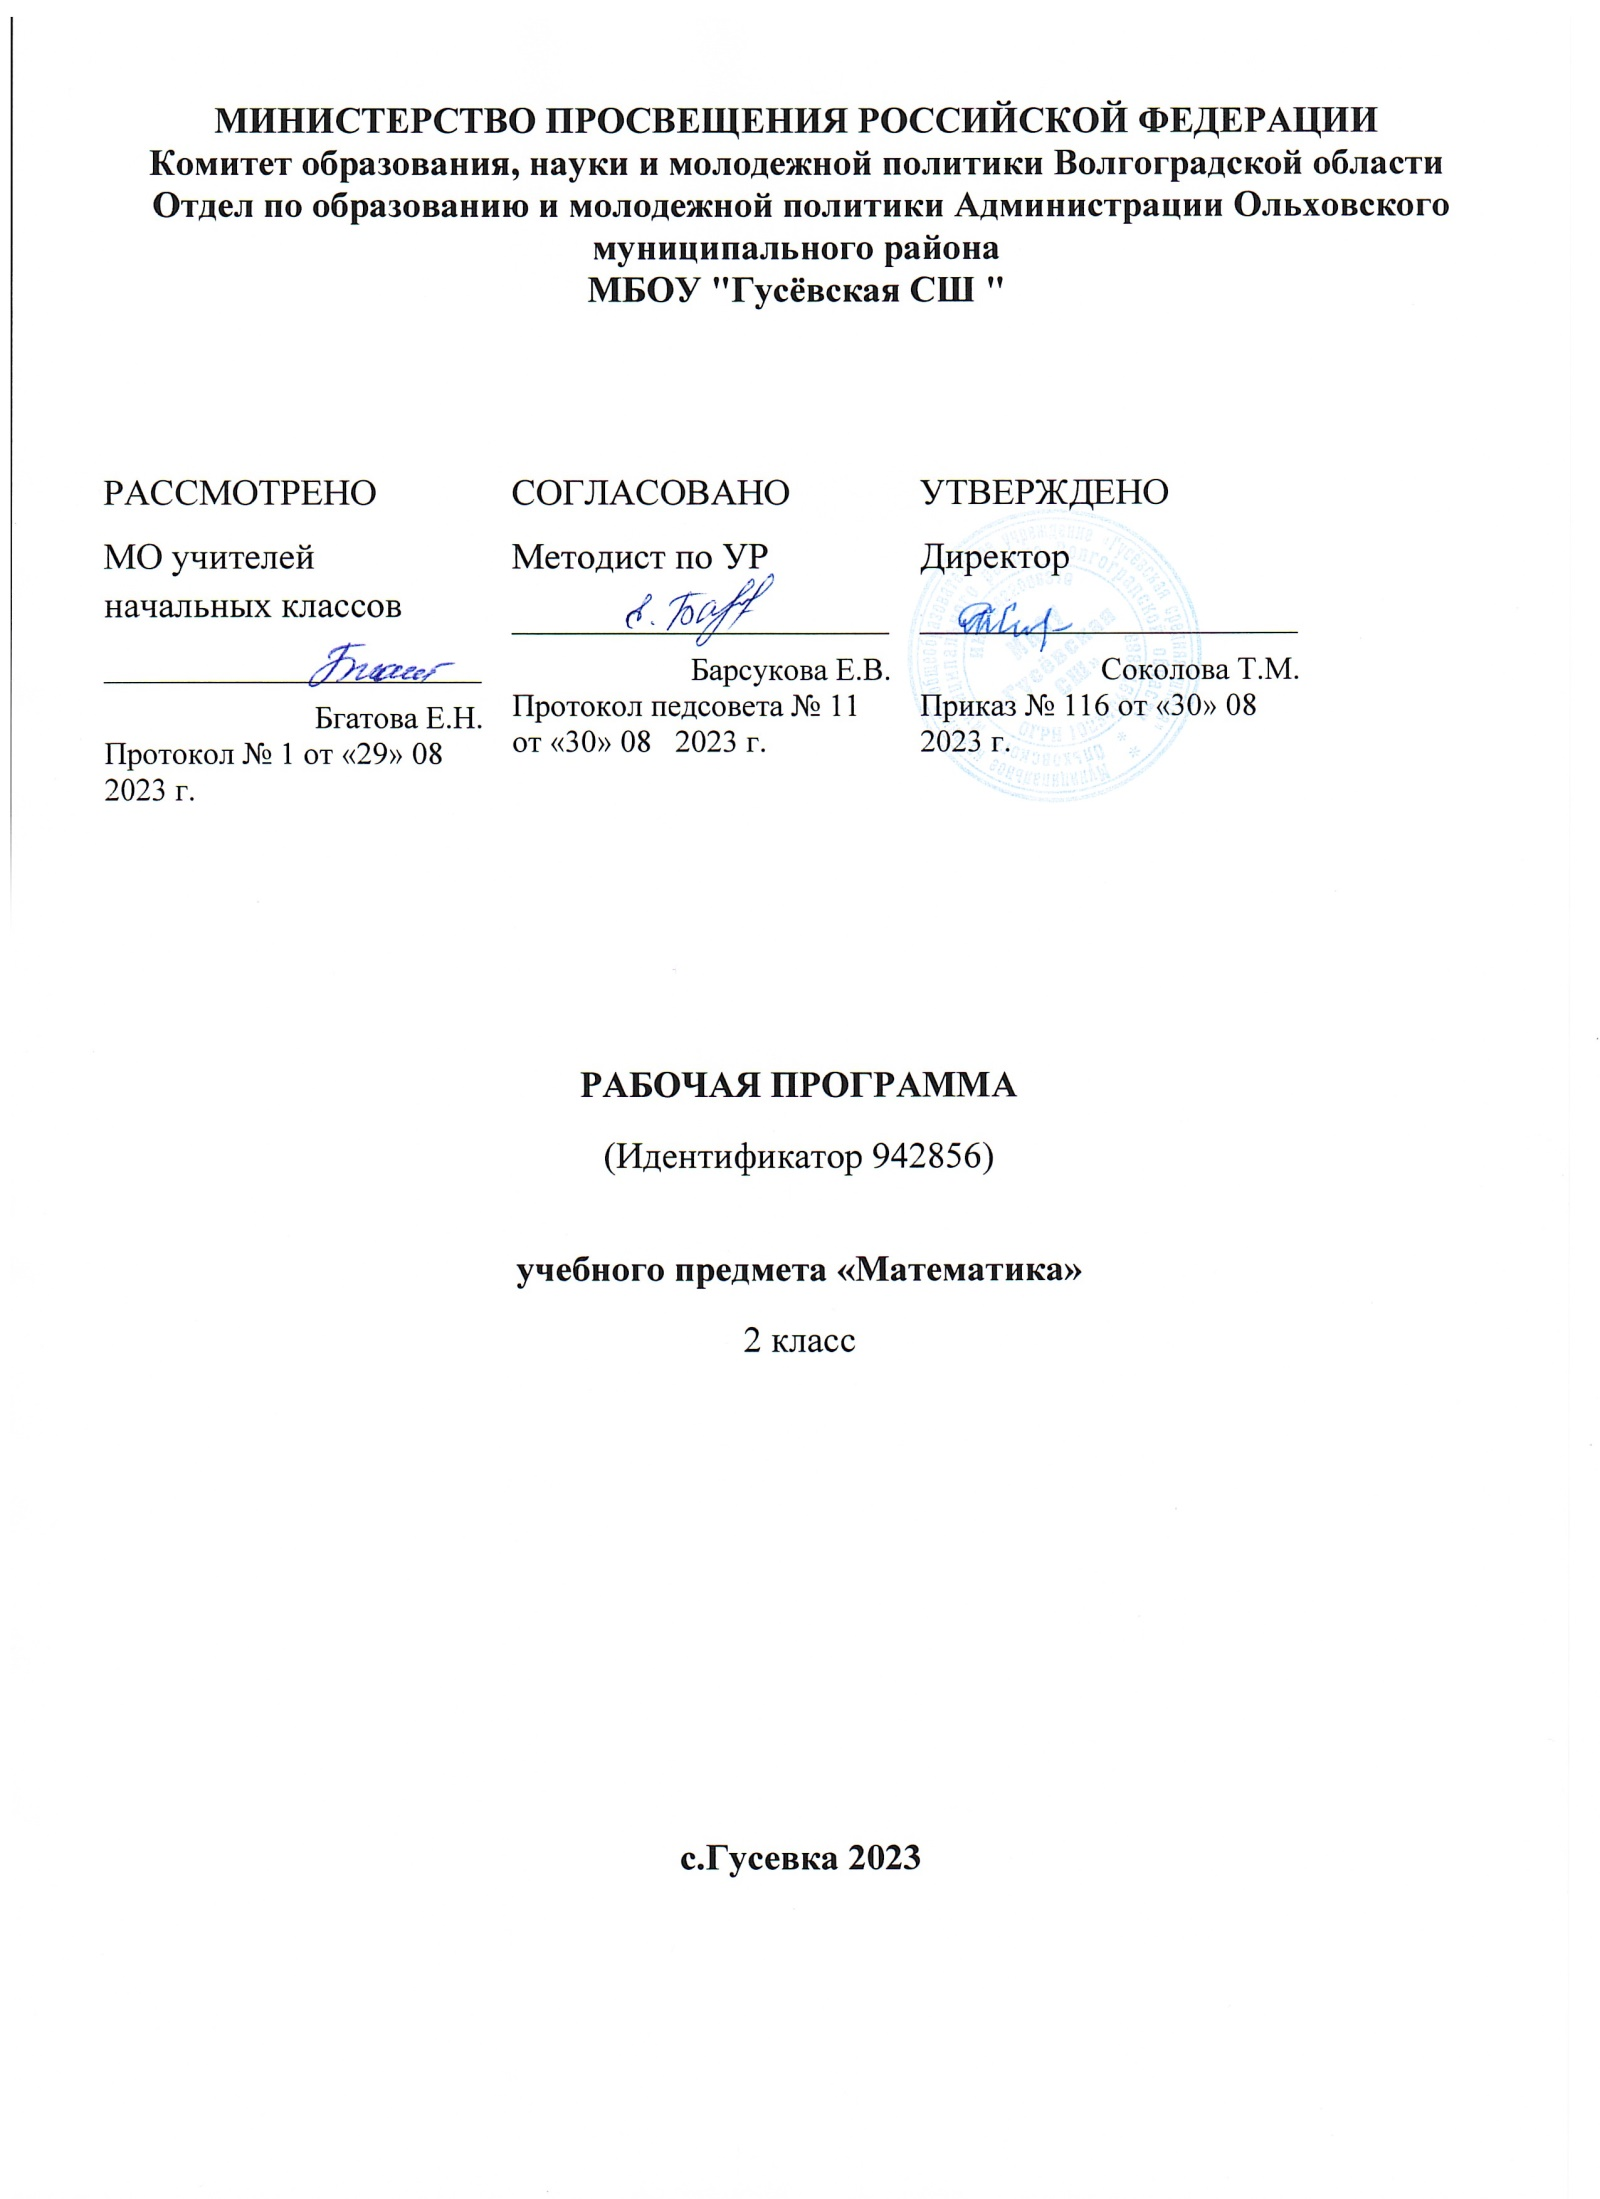 МИНИСТЕРСТВО ПРОСВЕЩЕНИЯ РОССИЙСКОЙ ФЕДЕРАЦИИ
Комитет образования, науки и молодежной политики Волгоградской области
Отдел по образованию и молодежной политики Администрации Ольховского
муниципального района
МБОУ "Гусёвская СШ "
РАССМОТРЕНО
МО учителей
начальных классов
Бгатова Е.Н.
Протокол № 1 от «29» 08
2023 г.
СОГЛАСОВАНО
Методист по УР
Барсукова Е.В.
Протокол педсовета № 11
от «30» 08 2023 г.
УТВЕРЖДЕНО
Директор
Соколова Т.М.
Приказ № 116 от «30» 08
2023 г.
РАБОЧАЯ ПРОГРАММА
(Идентификатор 942856)
учебного предмета «Математика»
2 класс
с.Гусевка 2023